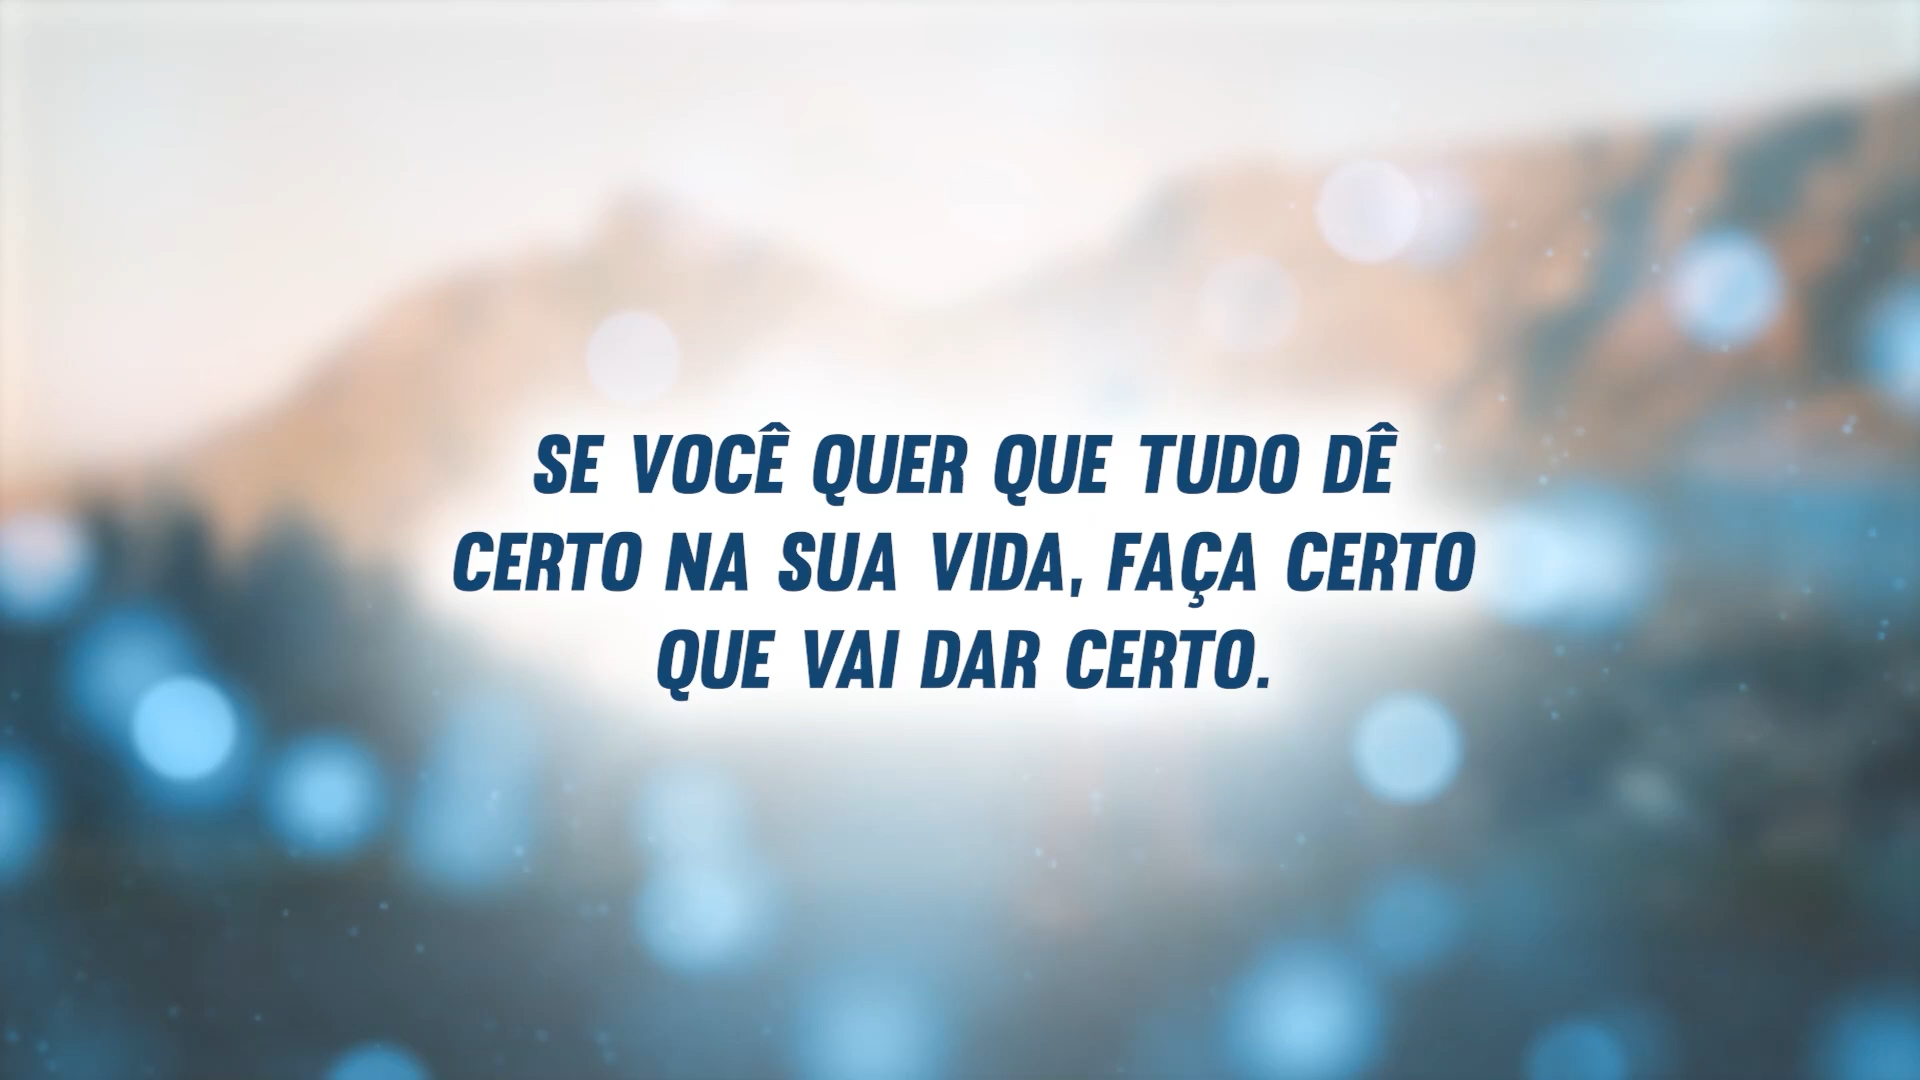 SE VOCÊ QUER QUE TUDO DÊ
CERTO NA SUA VIDA, FAÇA CERTO
QUE VAI DAR CERTO.